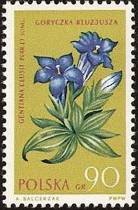 GORYCZKA KLUZJUSZA
GENTIANA CLUSII PERR. ET SONG.
POLSKA GR 90
A. BALCERZAK PWPW